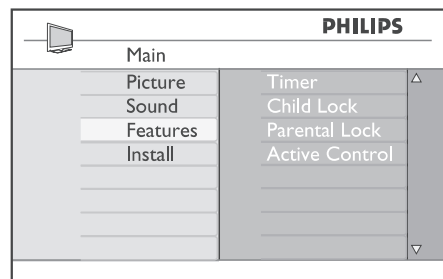 PHILIPS
Main
Picture
Sound
Features
Install
Timer
Child Lock
Parental Lock
Active Control